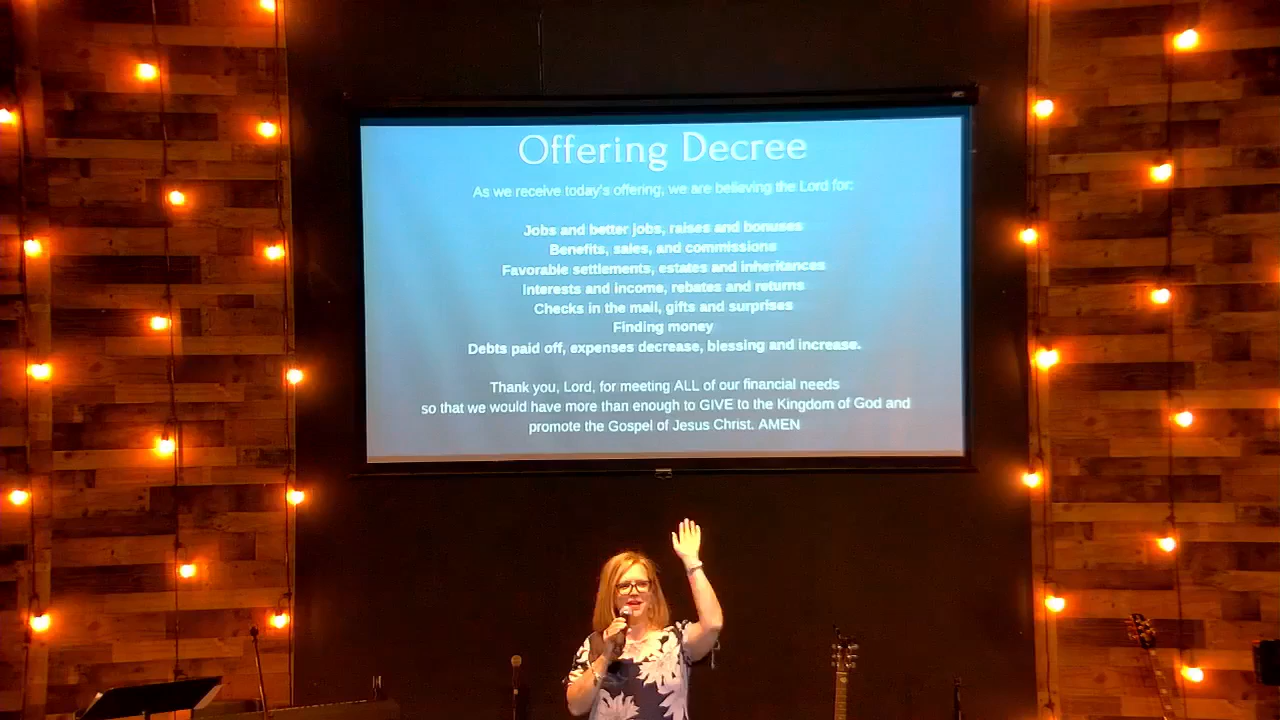 Offering Decree
As we receive today's offering, we are believing the Lord for:
Jobs and better jobs, raises and bonuses
Benefits, sales, and commissions
Favorable settlements, estates and inheritances
Interests and income, rebates and returns
Checks in the mail, gifts and surprises
Finding money
Debts paid off, expenses decrease, blessing and increase.
Thank you, Lord, for meeting ALL of our financial needs
so that we would have more than enough to GIVE to the Kingdom of God and
promote the Gospel of Jesus Christ. AMEN